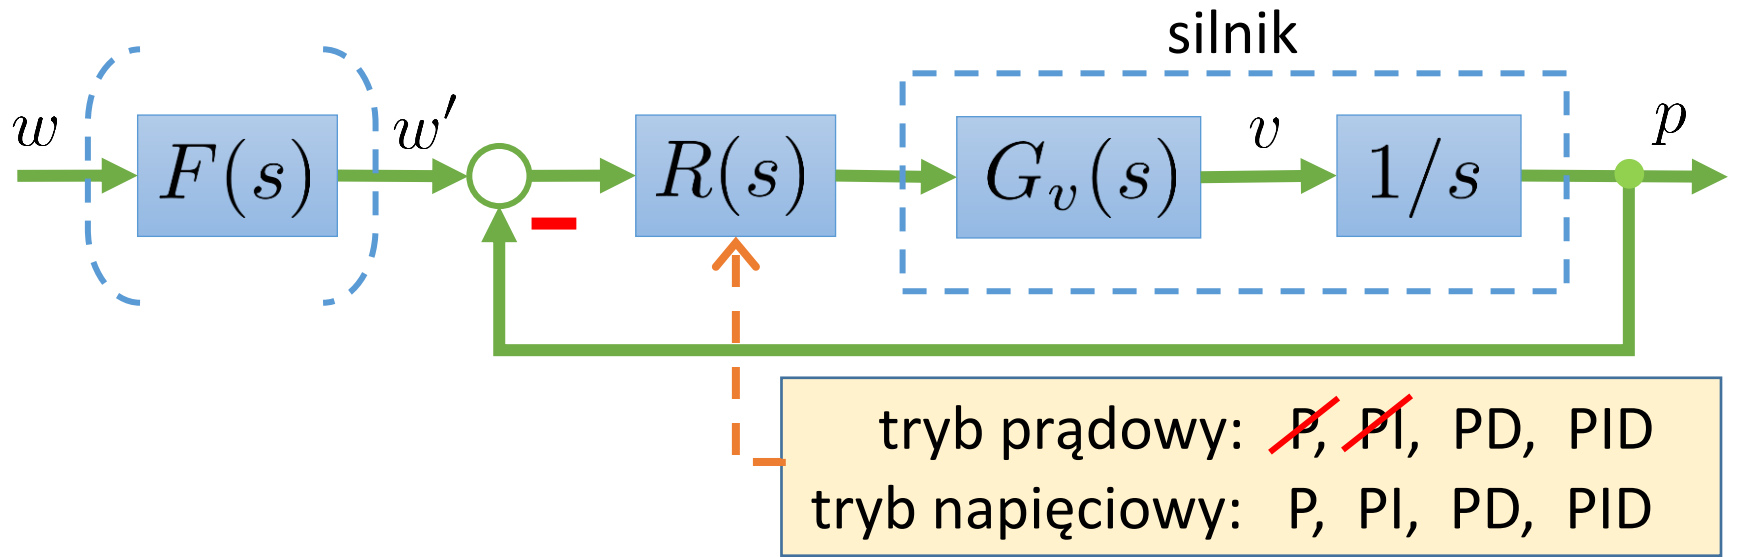 silnik
w F(s) w′ R(s) G_v(s) v 1/s p
tryb prądowy: P, PI, PD, PID
tryb napięciowy: P, PI, PD, PID